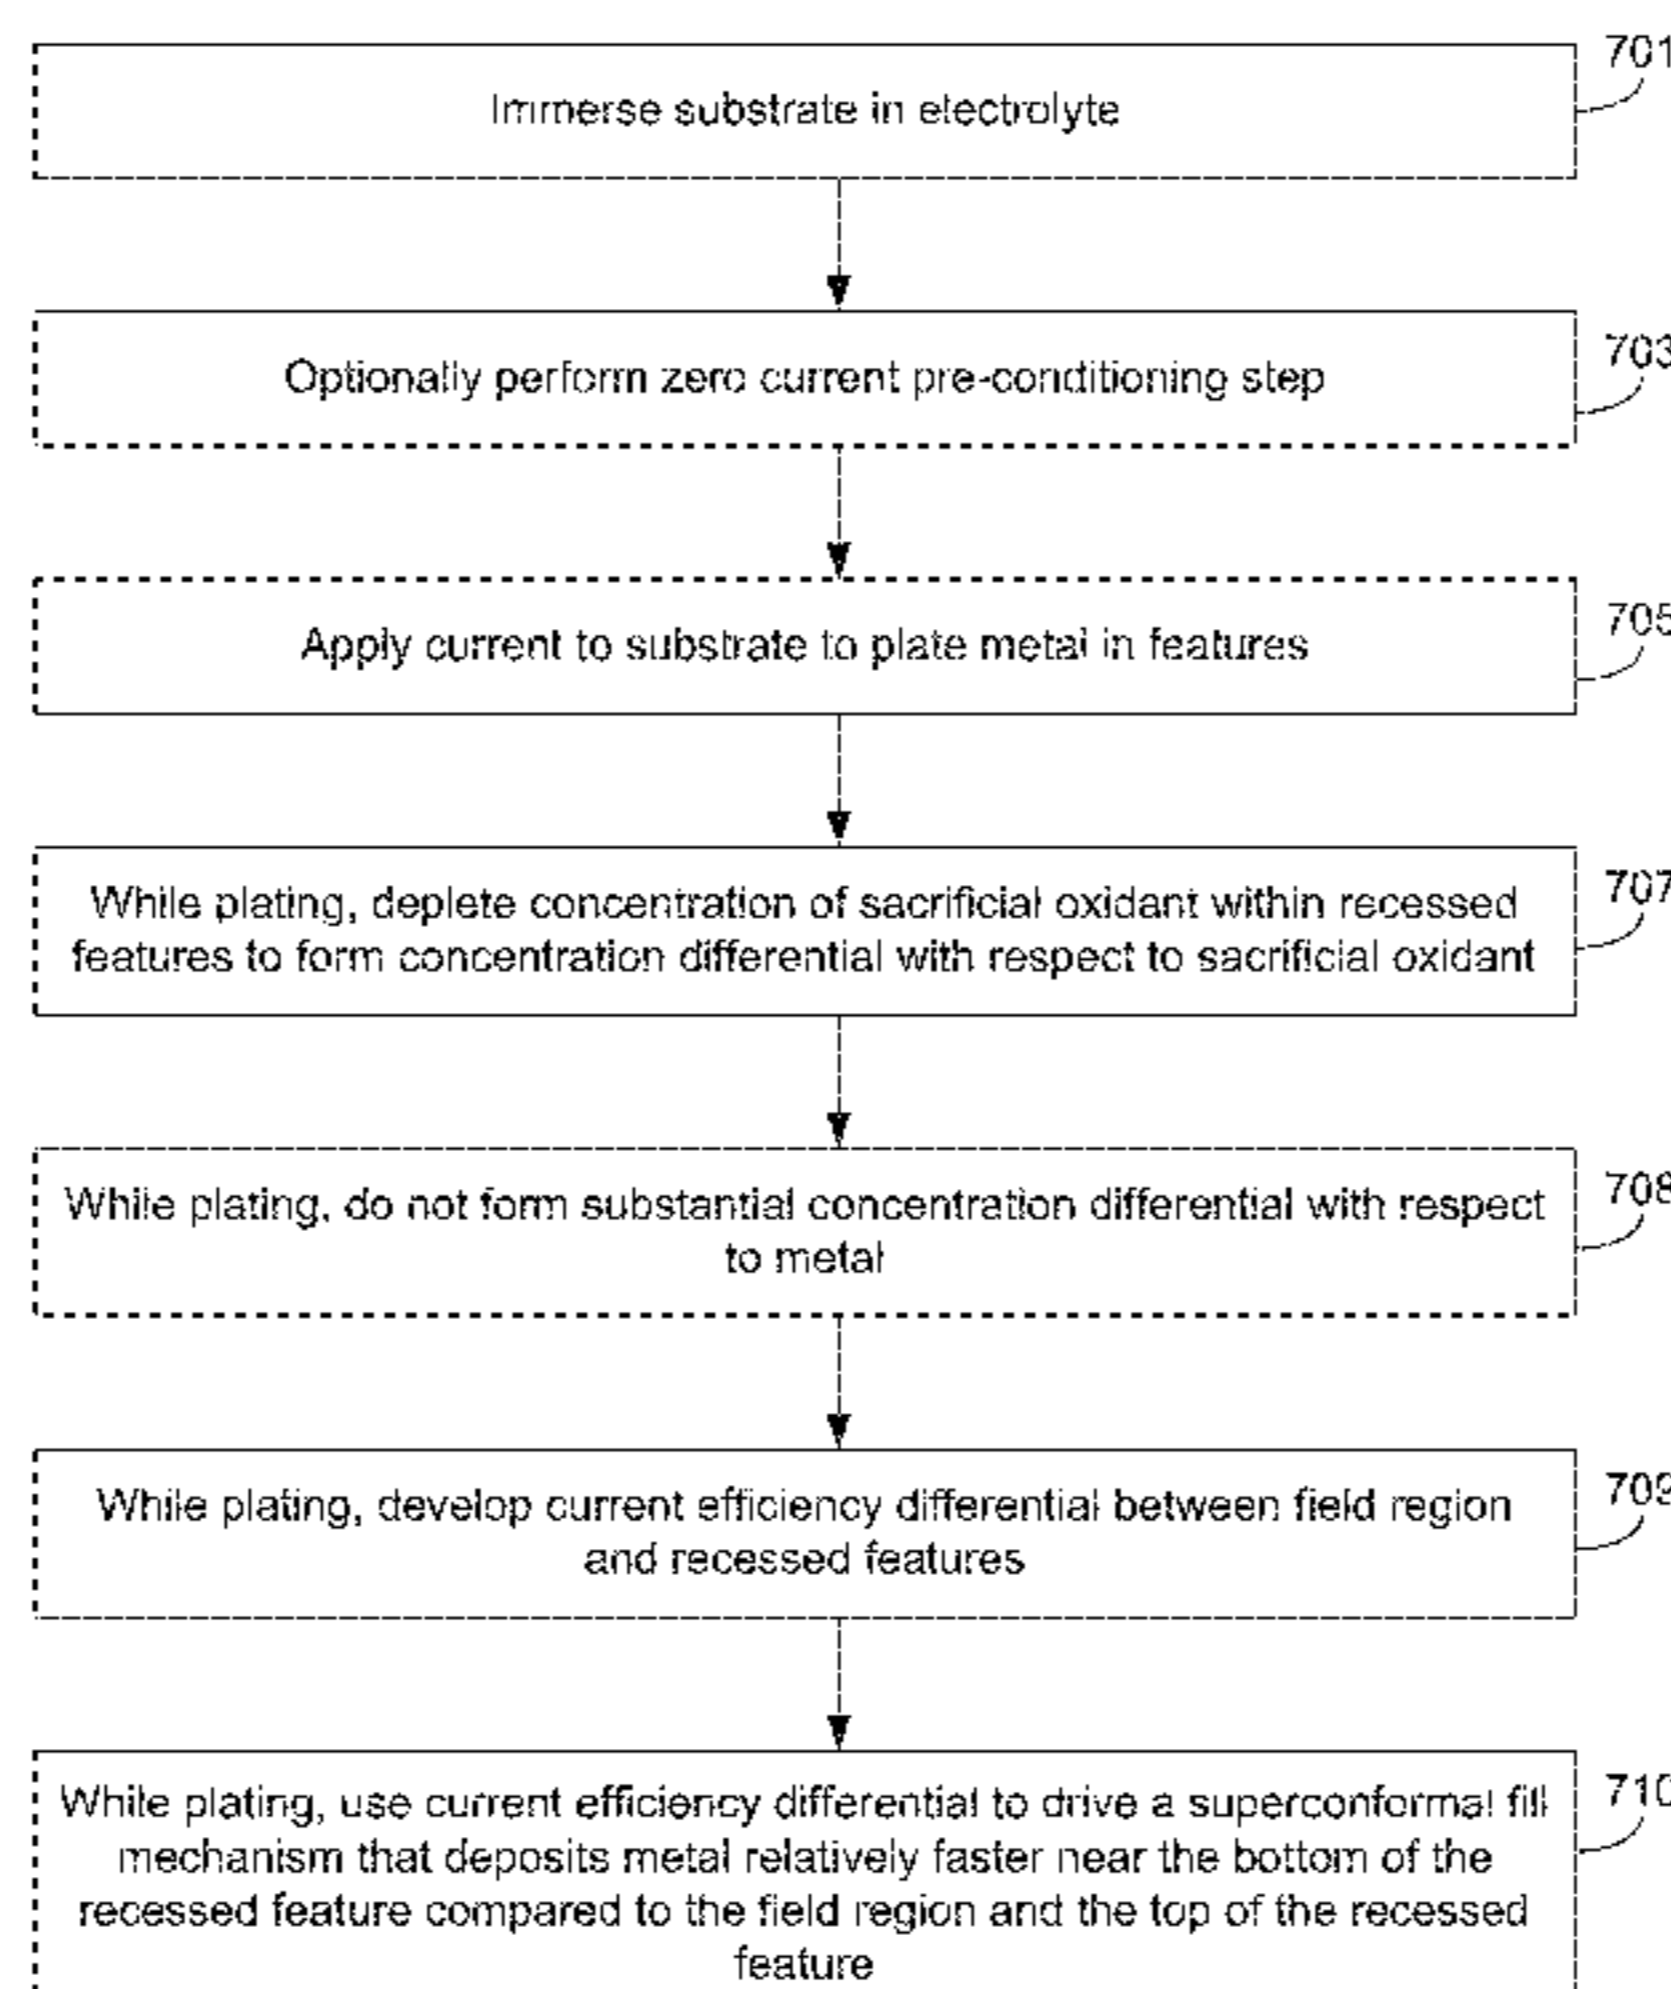 701
Immerse substrate in electrolyte
703
Optionally perform zero current pre-conditioning step
705
Apply current to substrate to plate metal in features
707
While plating, deplete concentration of sacrificial oxidant within recessed
features to form concentration differential with respect to sacrificial oxidant
708
While plating, do not form substantial concentration differential with respect
to metal
709
While plating, develop current efficiency differential between field region
and recessed features
710
While plating, use current efficiency differential to drive a superconformal fill
mechanism that deposits metal relatively faster near the bottom of the
recessed feature compared to the field region and the top of the recessed
feature